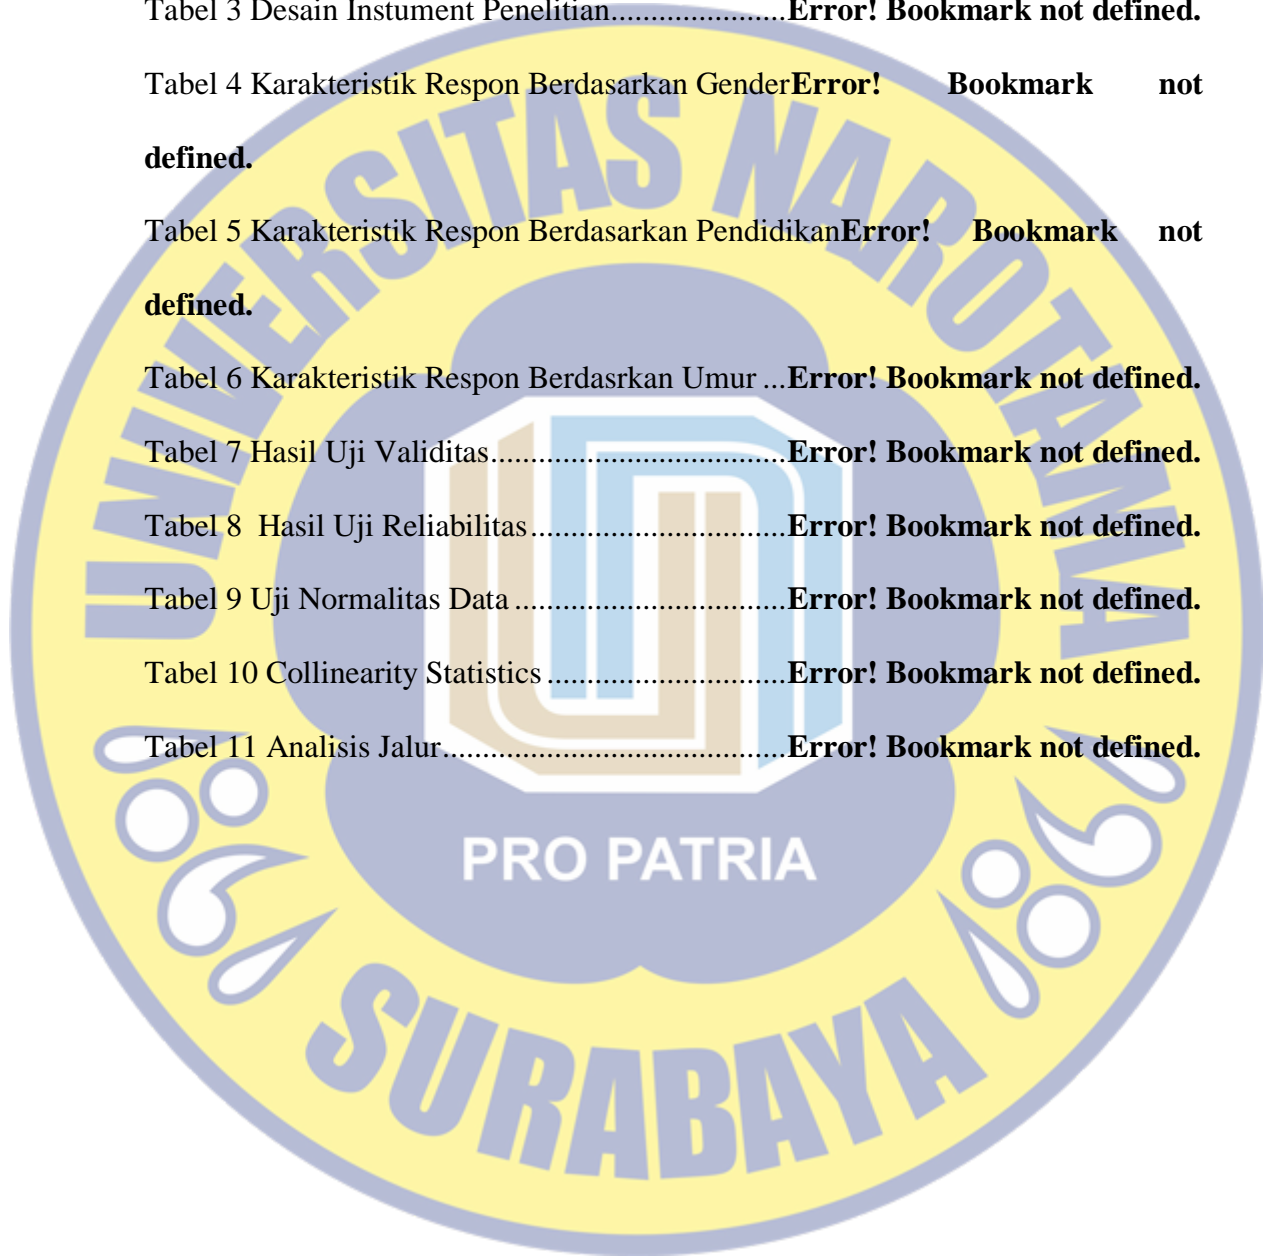 Tabel 3 Desain Instument Penelitian......................Error! Bookmark not defined.
Tabel 4 Karakteristik Respon Berdasarkan GenderError! Bookmark not
defined.
Tabel 5 Karakteristik Respon Berdasarkan PendidikanError! Bookmark not
defined.
Tabel 6 Karakteristik Respon Berdasrkan Umur ...Error! Bookmark not defined.
Tabel 7 Hasil Uji Validitas.....................................Error! Bookmark not defined.
Tabel 8  Hasil Uji Reliabilitas................................Error! Bookmark not defined.
Tabel 9 Uji Normalitas Data ..................................Error! Bookmark not defined.
Tabel 10 Collinearity Statistics ..............................Error! Bookmark not defined.
Tabel 11 Analisis Jalur...........................................Error! Bookmark not defined.
UNIVERSITAS NAROTAMA
PRO PATRIA
SURABAYA